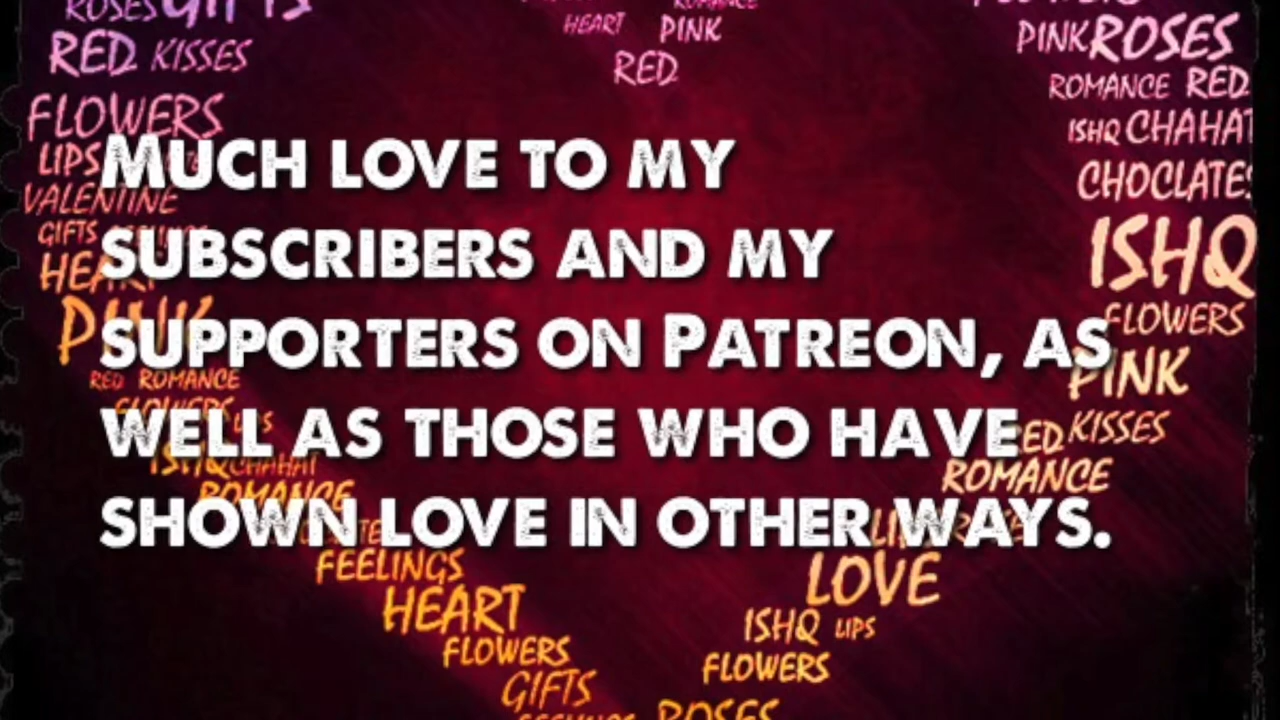 ROSES GIFTS
RED KISSES
FLOWERS
LIPS
VALENTINE
GIFTS
HEART
PINK
RED ROMANCE
FLOWERS
ISHQ CHAHAT
ROMANCE
FEELINGS
HEART
FLOWERS
GIFTS
FEELINGS
HEART PINK
RED
Much love to my
subscribers and my
supporters on Patreon, as
well as those who have
shown love in other ways.
PINK ROSES
ROMANCE RED
ISHQ CHAHAT
CHOCLATES
ISHQ
FLOWERS
PINK
RED KISSES
ROMANCE
LOVE
ISHQ LIPS
FLOWERS
ROSES